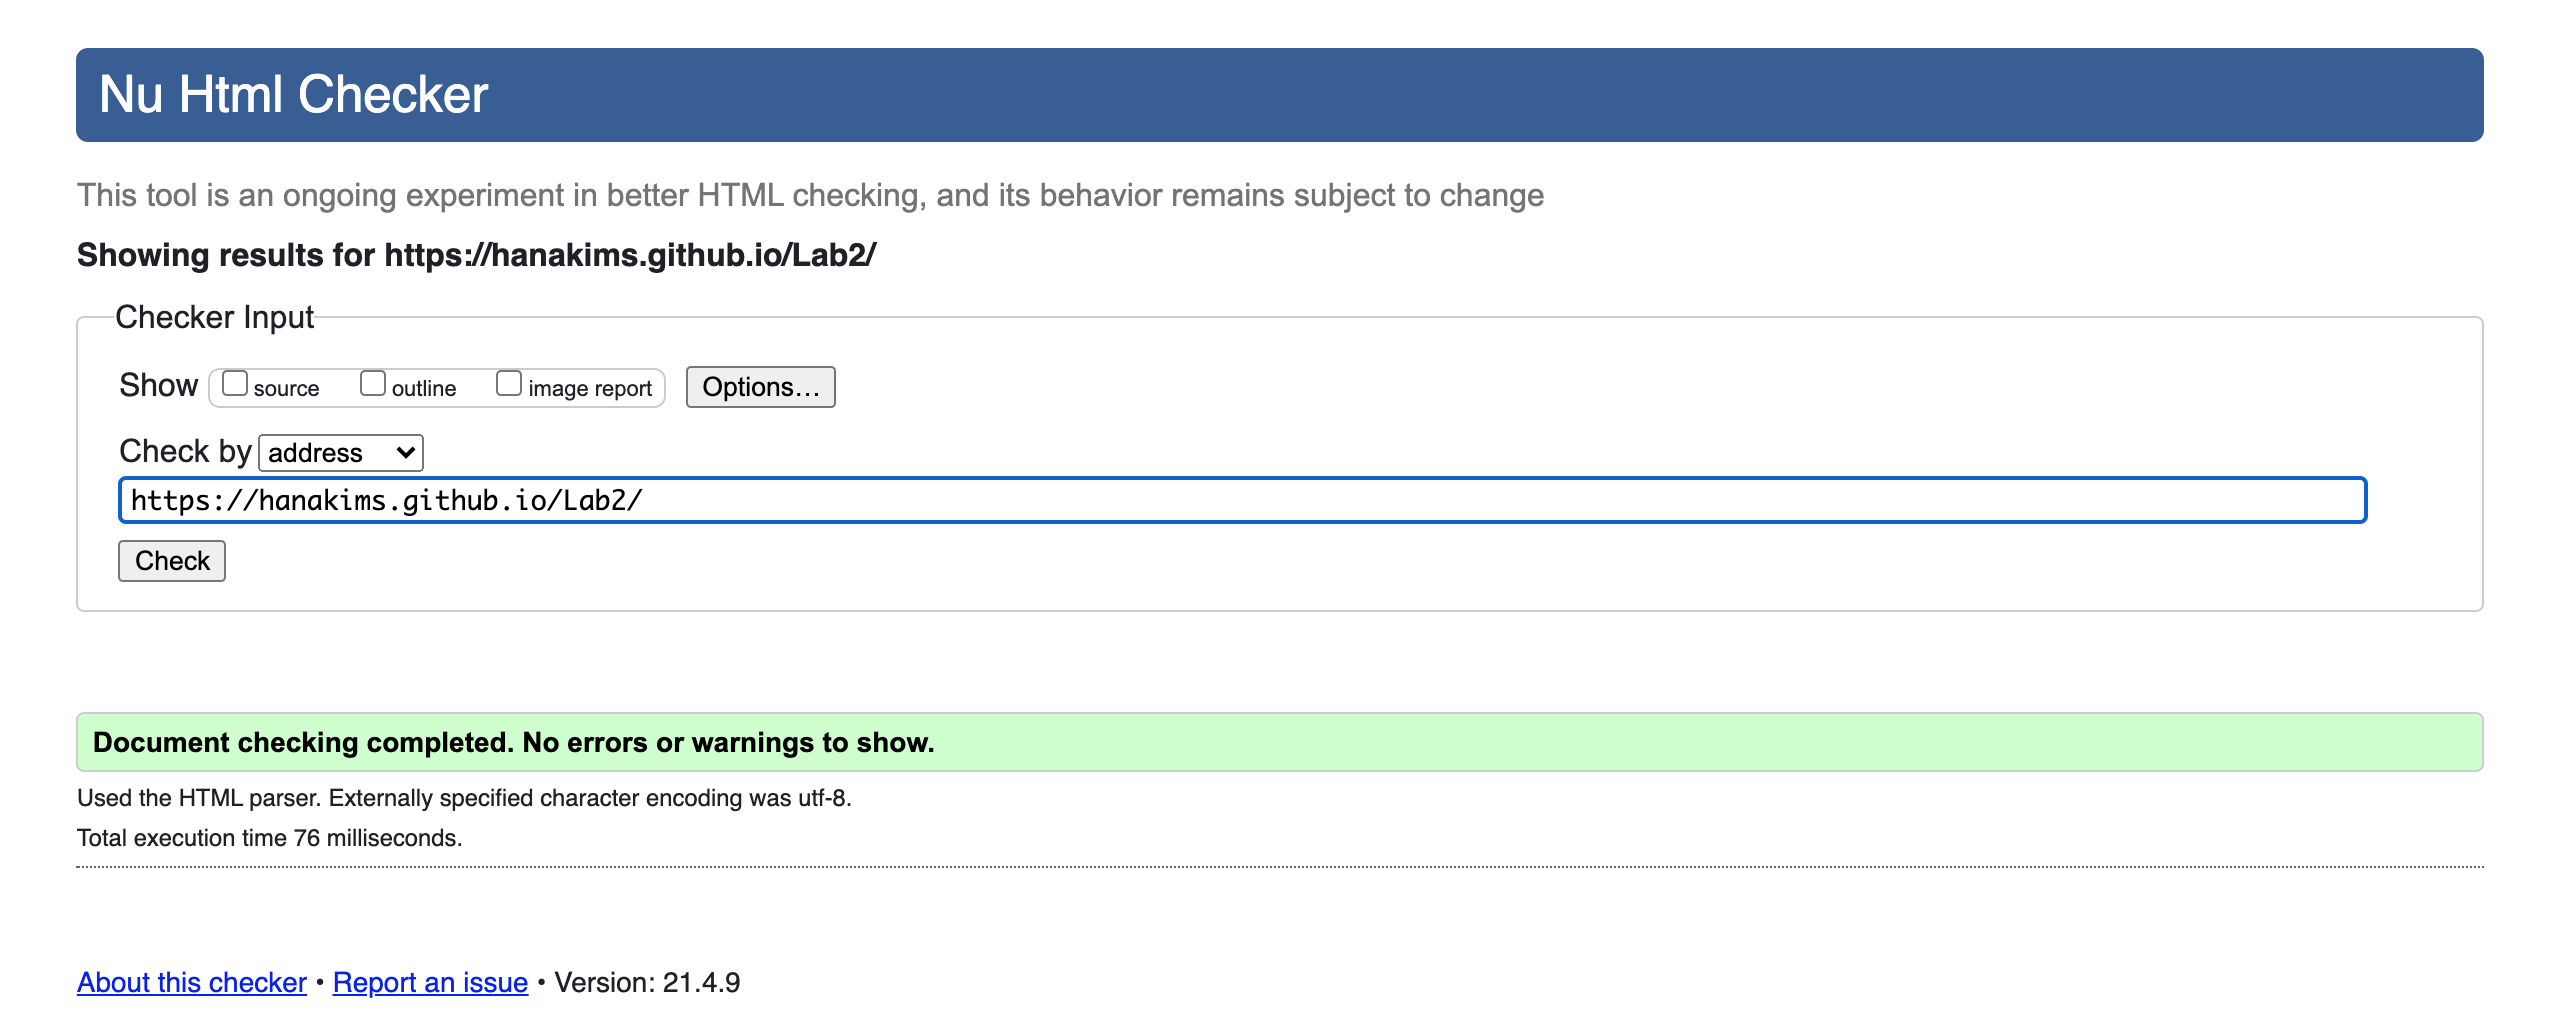 Nu Html Checker
This tool is an ongoing experiment in better HTML checking, and its behavior remains subject to change
Showing results for https://hanakims.github.io/Lab2/
Checker Input
Show source outline image report Options...
Check by address
https://hanakims.github.io/Lab2/
Check
Document checking completed. No errors or warnings to show.
Used the HTML parser. Externally specified character encoding was utf-8.
Total execution time 76 milliseconds.
About this checker • Report an issue • Version: 21.4.9